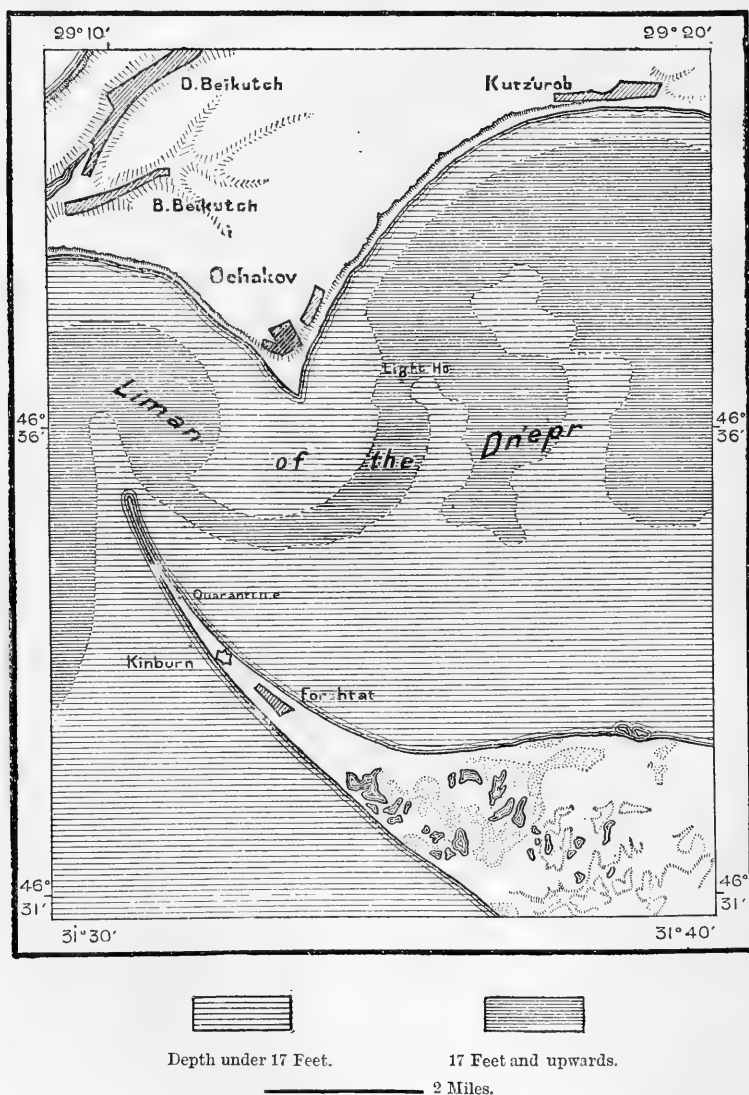 29°10' 29°20'
D. Beikutch
Kutzurob
B. Beikutch
Ochakov
Light Ho
Liman of the Dn'epr
46° 36' 46° 36'
Quarantine
Kinburn
Forshtat
46° 31' 46° 31'
31°30' 31°40'
Depth under 17 Feet. 17 Feet and upwards.
2 Miles.